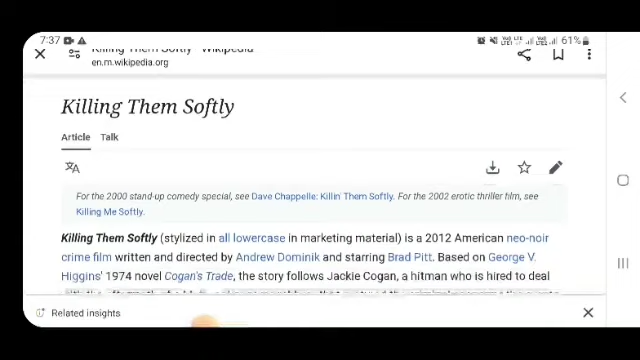 7:37
61%
Killing Them Softly - Wikipedia
en.m.wikipedia.org
Killing Them Softly
Article Talk
For the 2000 stand-up comedy special, see Dave Chappelle: Killin' Them Softly. For the 2002 erotic thriller film, see
Killing Me Softly.
Killing Them Softly (stylized in all lowercase in marketing material) is a 2012 American neo-noir
crime film written and directed by Andrew Dominik and starring Brad Pitt. Based on George V.
Higgins' 1974 novel Cogan's Trade, the story follows Jackie Cogan, a hitman who is hired to deal
Related insights